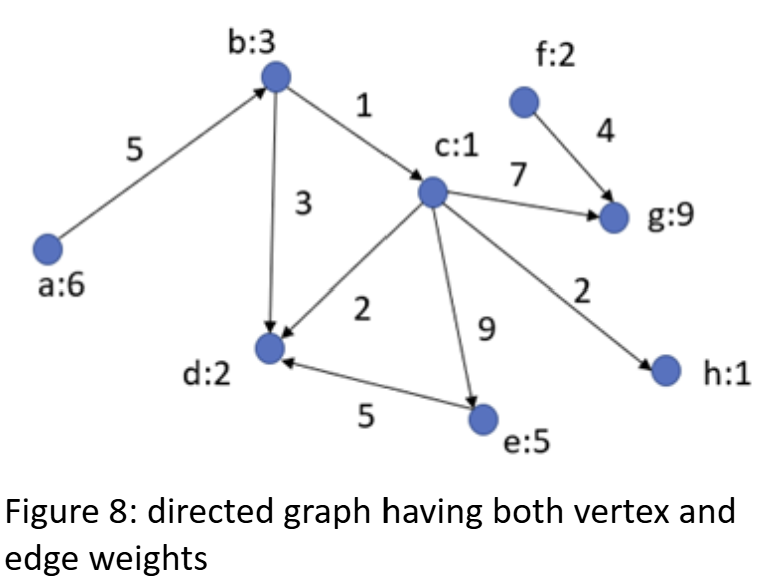 b:3
f:2
5
1
4
c:1
7
3
g:9
a:6
2
2
9
d:2
h:1
5
e:5
Figure 8: directed graph having both vertex and
edge weights